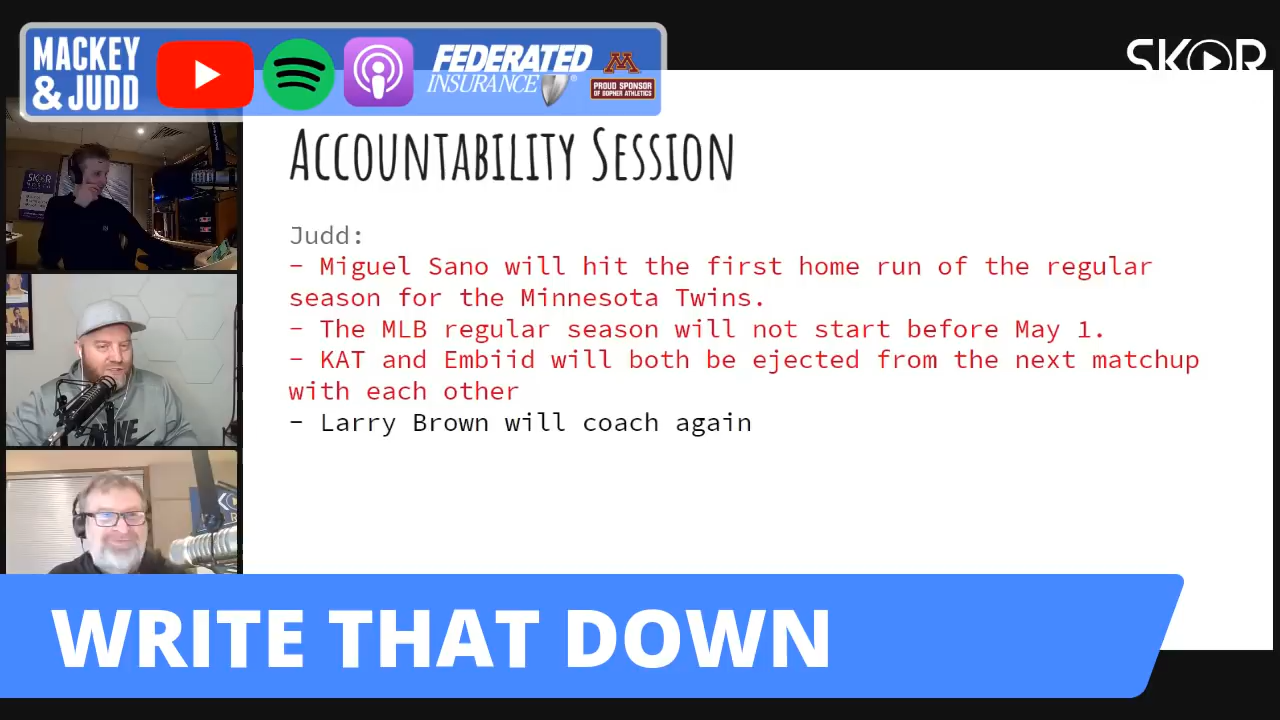 MACKEY
& JUDD
FEDERATED
INSURANCE®
M
PROUD SPONSOR
OF GOPHER ATHLETICS
SKOR
ACCOUNTABILITY SESSION
Judd:
– Miguel Sano will hit the first home run of the regular
season for the Minnesota Twins.
– The MLB regular season will not start before May 1.
– KAT and Embiid will both be ejected from the next matchup
with each other
– Larry Brown will coach again
SKOR
NIKE
WRITE THAT DOWN